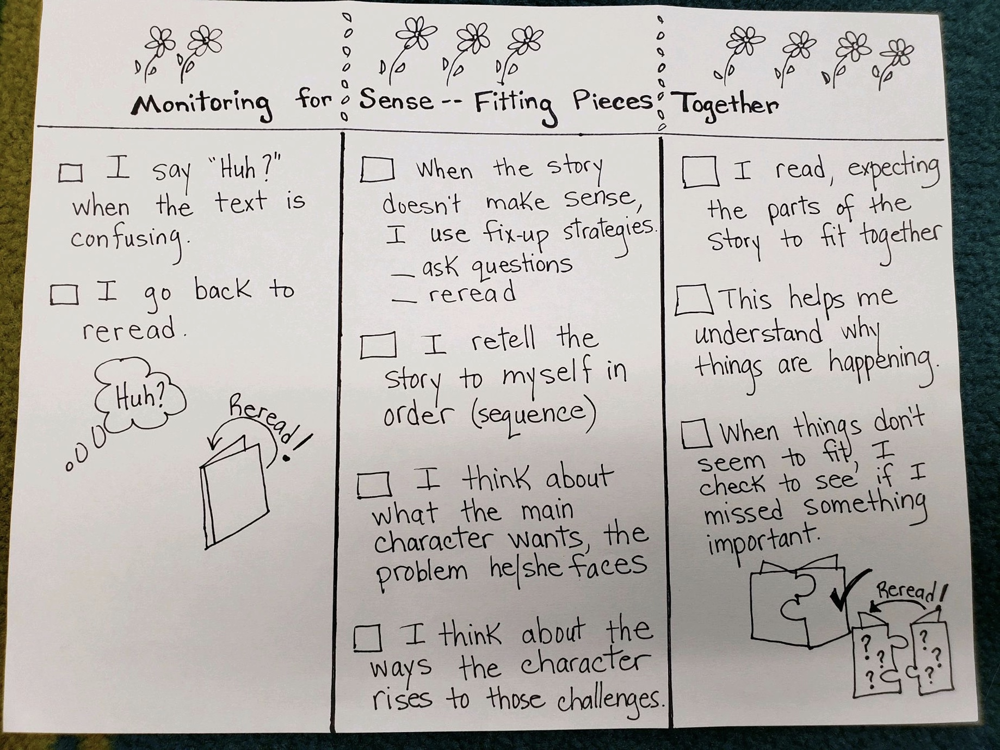 Monitoring for Sense -- Fitting Pieces Together
I say "Huh?"
when the text is
confusing.
I go back to
reread.
Huh?
Reread!
When the story
doesn't make sense,
I use fix-up strategies.
_ ask questions
_ reread
I retell the
story to myself in
order (sequence)
I think about
what the main
character wants, the
problem he/she faces
I think about the
ways the character
rises to those challenges.
I read, expecting
the parts of the
story to fit together
This helps me
understand why
things are happening.
When things don't
seem to fit, I
check to see if I
missed something
important.
Reread!
? ? ?
? ? ?